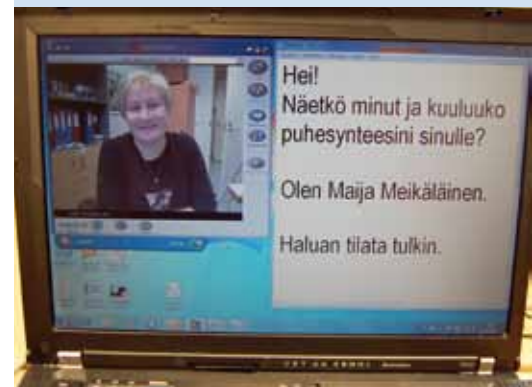 Hei!
Näetkö minut ja kuuluuko
puhesynteesini sinulle?
Olen Maija Meikäläinen.
Haluan tilata tulkin.